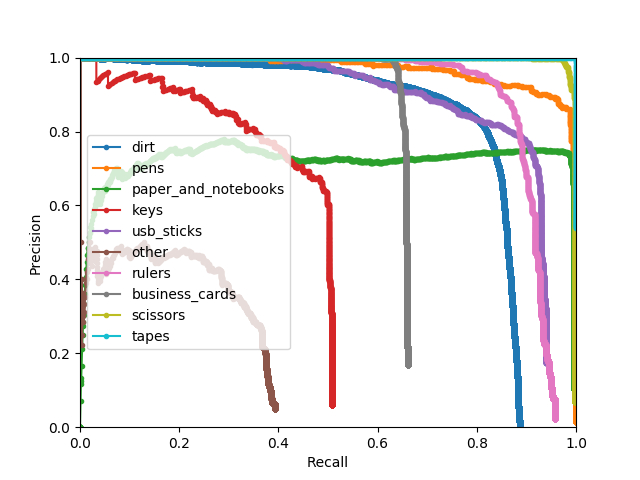 1.0
0.8
0.6
0.4
0.2
0.0
Precision
dirt
pens
paper_and_notebooks
keys
usb_sticks
other
rulers
business_cards
scissors
tapes
0.0 0.2 0.4 0.6 0.8 1.0
Recall